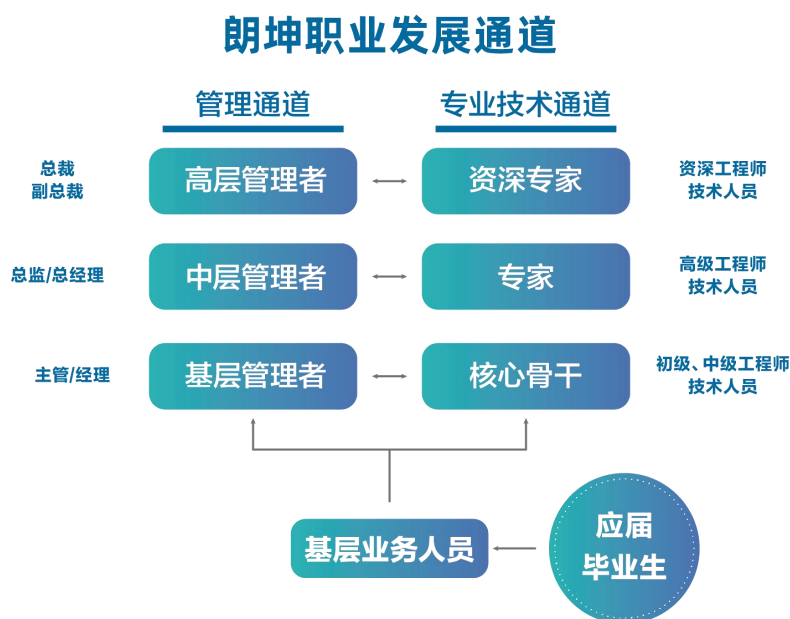 朗坤职业发展通道
管理通道
专业技术通道
总裁
副总裁
高层管理者
资深专家
资深工程师
技术人员
总监/总经理
中层管理者
专家
高级工程师
技术人员
主管/经理
基层管理者
核心骨干
初级、中级工程师
技术人员
基层业务人员
应届
毕业生